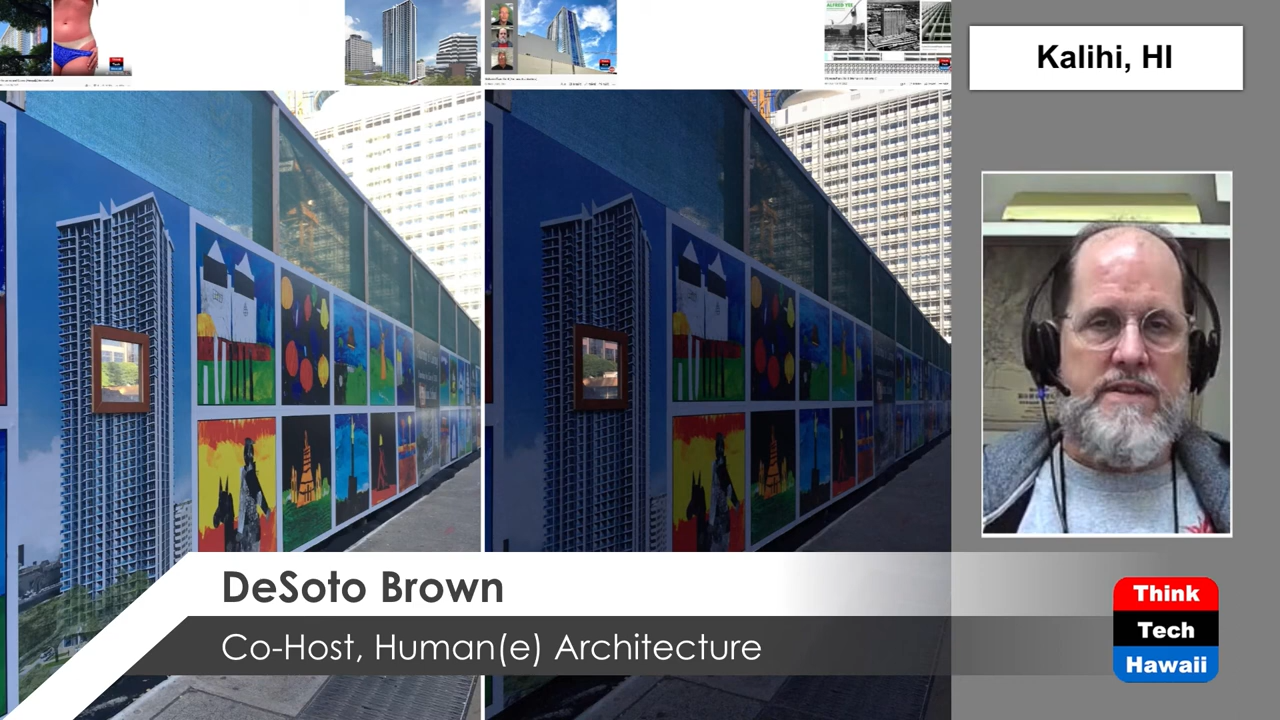 Kalihi, HI
DeSoto Brown
Co-Host, Human(e) Architecture
Think
Tech
Hawaii